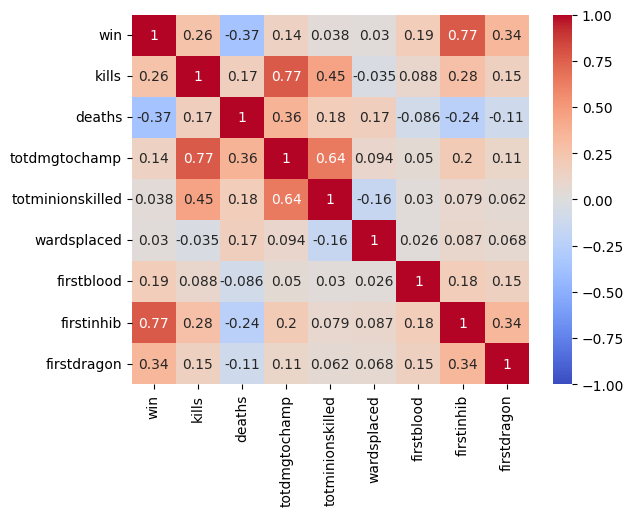 win 1 0.26 -0.37 0.14 0.038 0.03 0.19 0.77 0.34
kills 0.26 1 0.17 0.77 0.45 -0.035 0.088 0.28 0.15
deaths -0.37 0.17 1 0.36 0.18 0.17 -0.086 -0.24 -0.11
totdmgtochamp 0.14 0.77 0.36 1 0.64 0.094 0.05 0.2 0.11
totminionskilled 0.038 0.45 0.18 0.64 1 -0.16 0.03 0.079 0.062
wardsplaced 0.03 -0.035 0.17 0.094 -0.16 1 0.026 0.087 0.068
firstblood 0.19 0.088 -0.086 0.05 0.03 0.026 1 0.18 0.15
firstinhib 0.77 0.28 -0.24 0.2 0.079 0.087 0.18 1 0.34
firstdragon 0.34 0.15 -0.11 0.11 0.062 0.068 0.15 0.34 1
win
kills
deaths
totdmgtochamp
totminionskilled
wardsplaced
firstblood
firstinhib
firstdragon
1.00
0.75
0.50
0.25
0.00
−0.25
−0.50
−0.75
−1.00